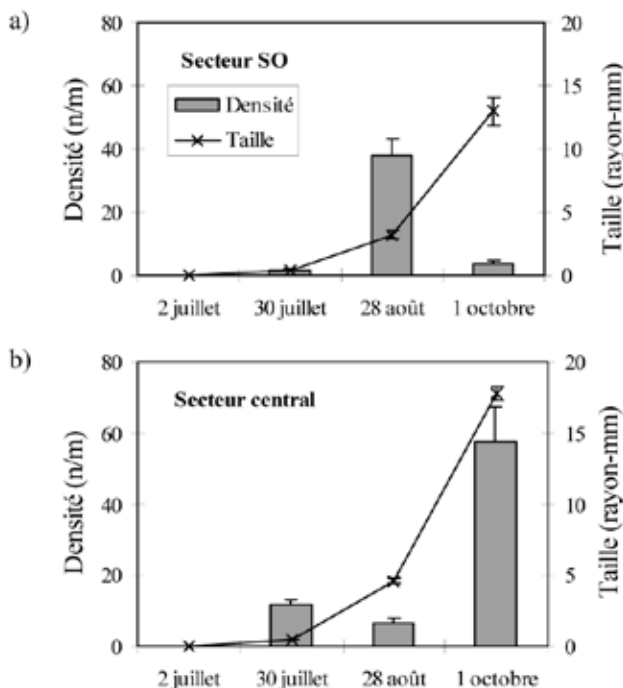 a)
Secteur SO
Densité
Taille
Densité (n/m)
80
60
40
20
0
Taille (rayon-mm)
20
15
10
5
0
2 juillet 30 juillet 28 août 1 octobre
b)
Secteur central
Densité (n/m)
80
60
40
20
0
Taille (rayon-mm)
20
15
10
5
0
2 juillet 30 juillet 28 août 1 octobre